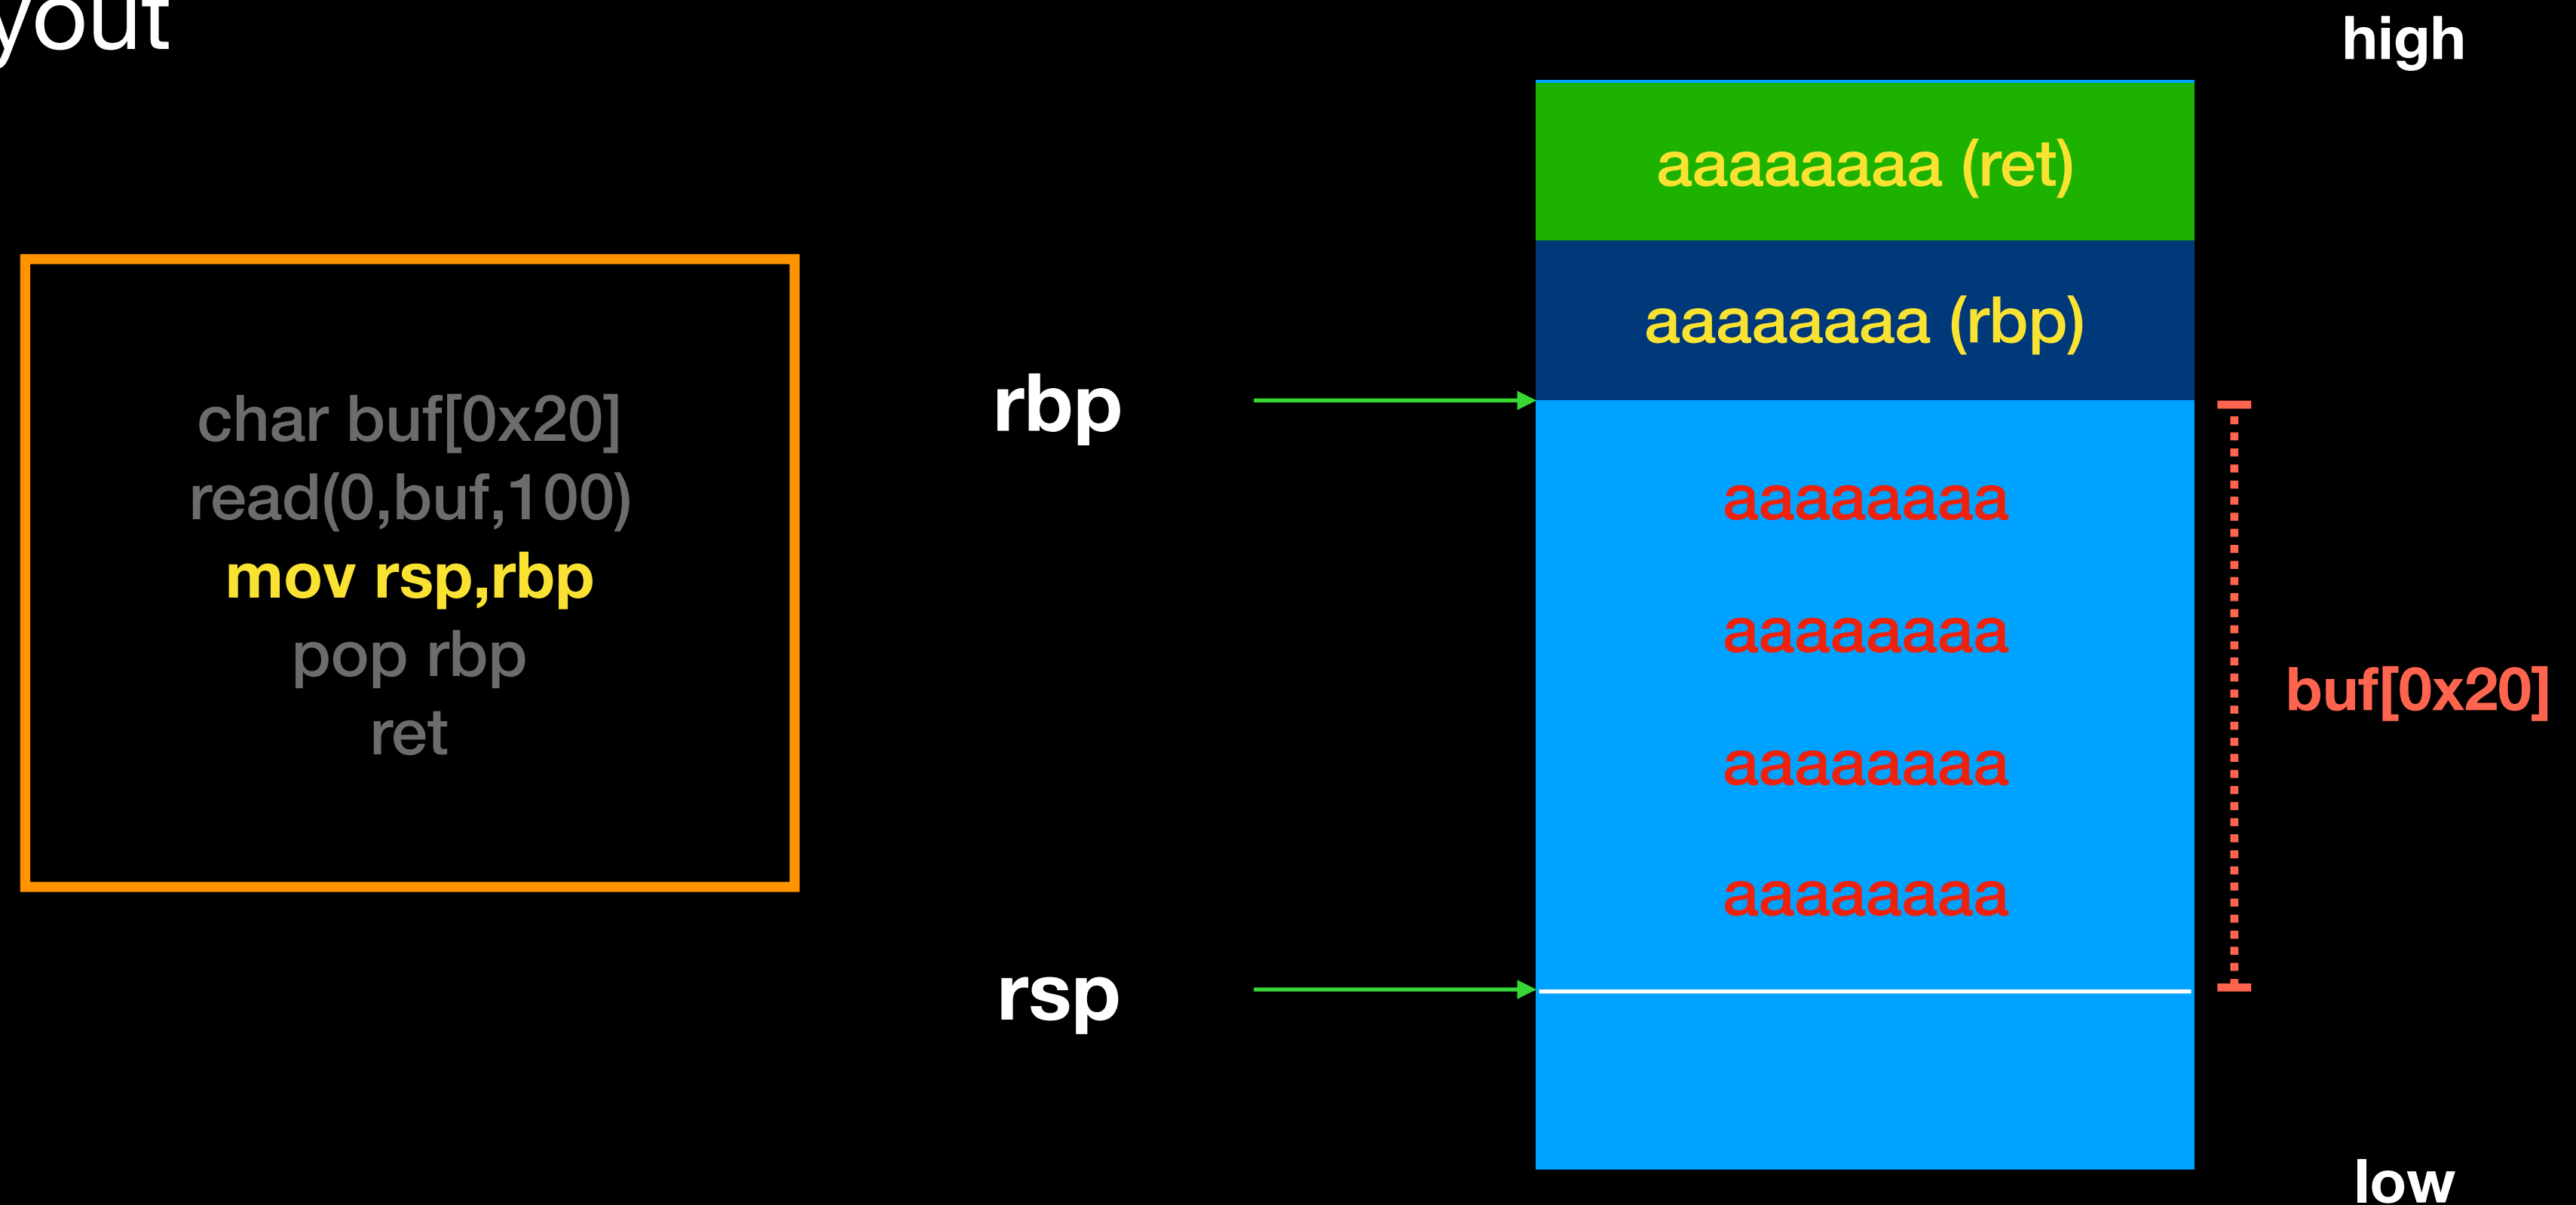 yout
high
aaaaaaaa (ret)
aaaaaaaa (rbp)
char buf[0x20]
read(0,buf,100)
mov rsp,rbp
pop rbp
ret
rbp
aaaaaaaa
aaaaaaaa
aaaaaaaa
aaaaaaaa
buf[0x20]
rsp
low